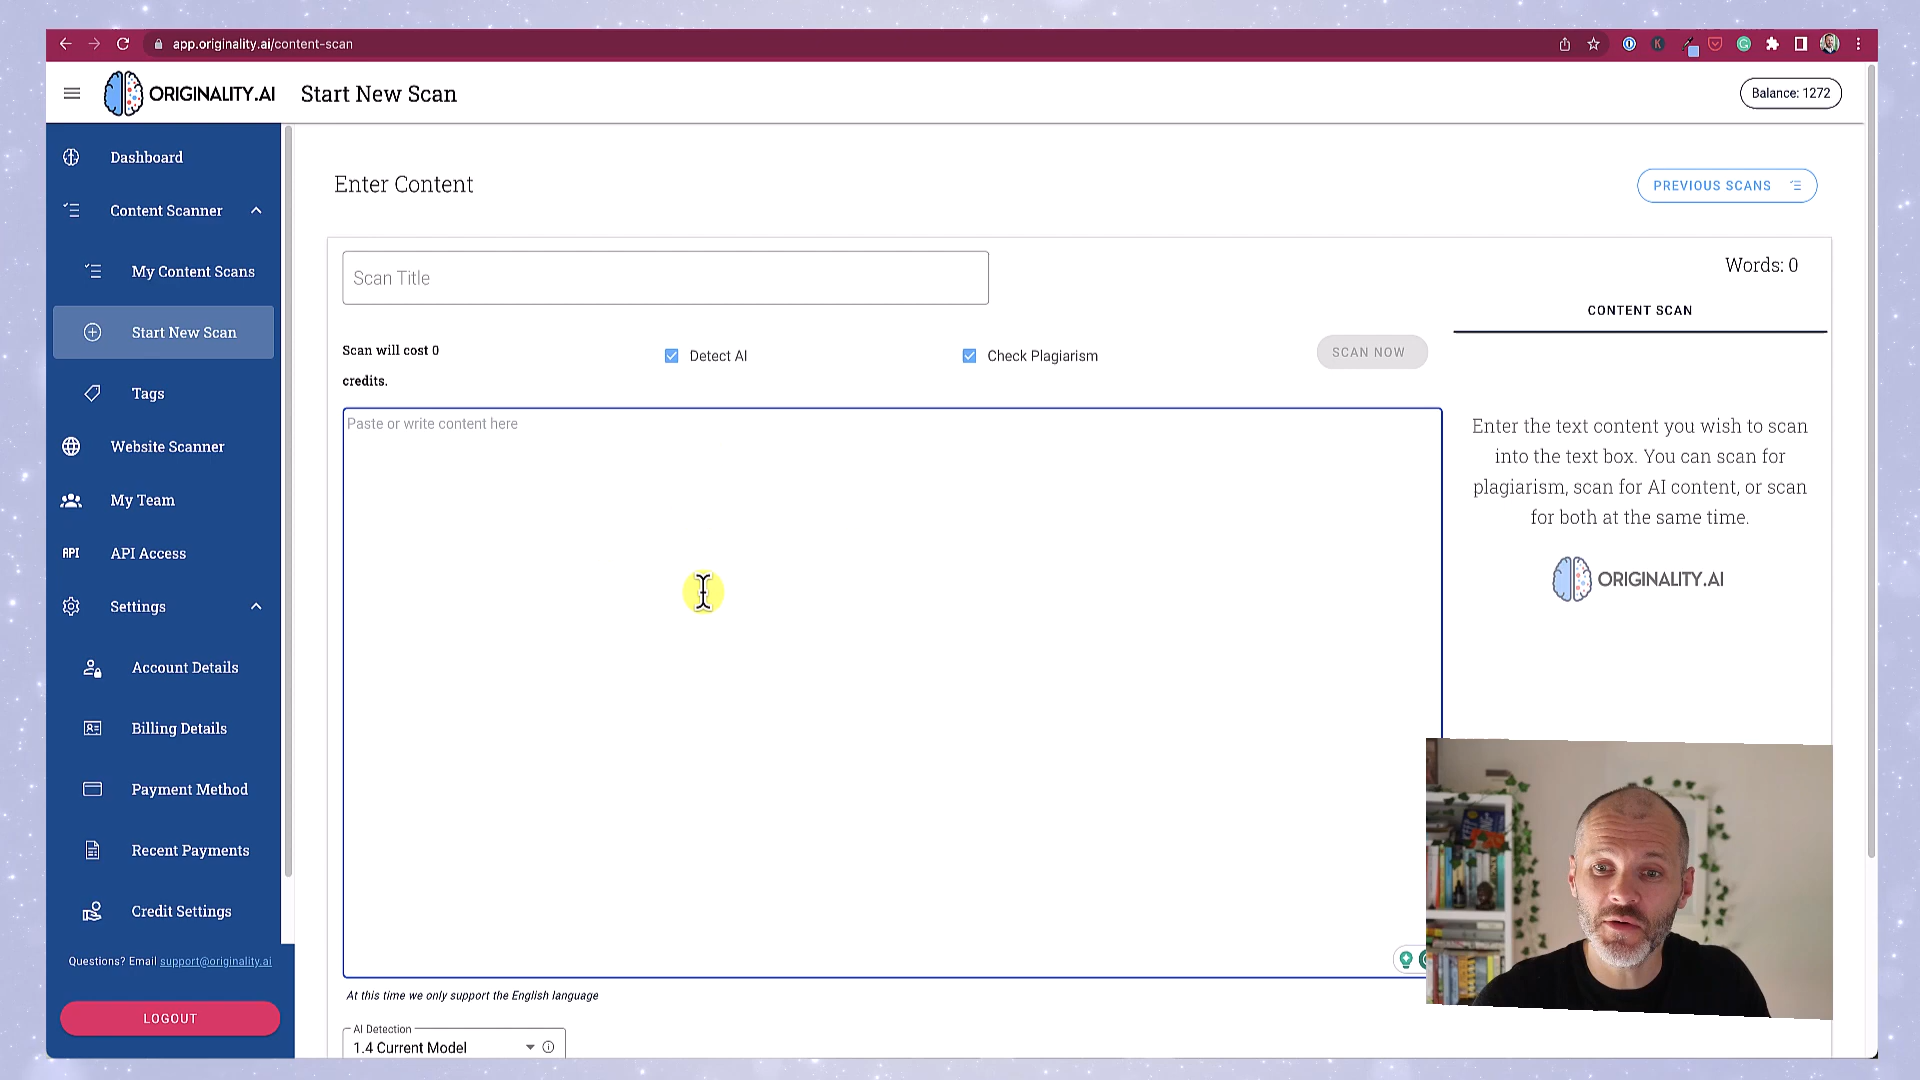 app.originality.ai/content-scan
ORIGINALITY.AI
Start New Scan
Balance: 1272
Dashboard
Content Scanner
My Content Scans
Start New Scan
Tags
Website Scanner
My Team
API
API Access
Settings
Account Details
Billing Details
Payment Method
Recent Payments
Credit Settings
Questions? Email support@originality.ai
LOGOUT
Enter Content
PREVIOUS SCANS
Scan Title
Words: 0
CONTENT SCAN
Scan will cost 0
credits.
Detect AI
Check Plagiarism
SCAN NOW
Paste or write content here
Enter the text content you wish to scan
into the text box. You can scan for
plagiarism, scan for AI content, or scan
for both at the same time.
ORIGINALITY.AI
At this time we only support the English language
AI Detection
1.4 Current Model